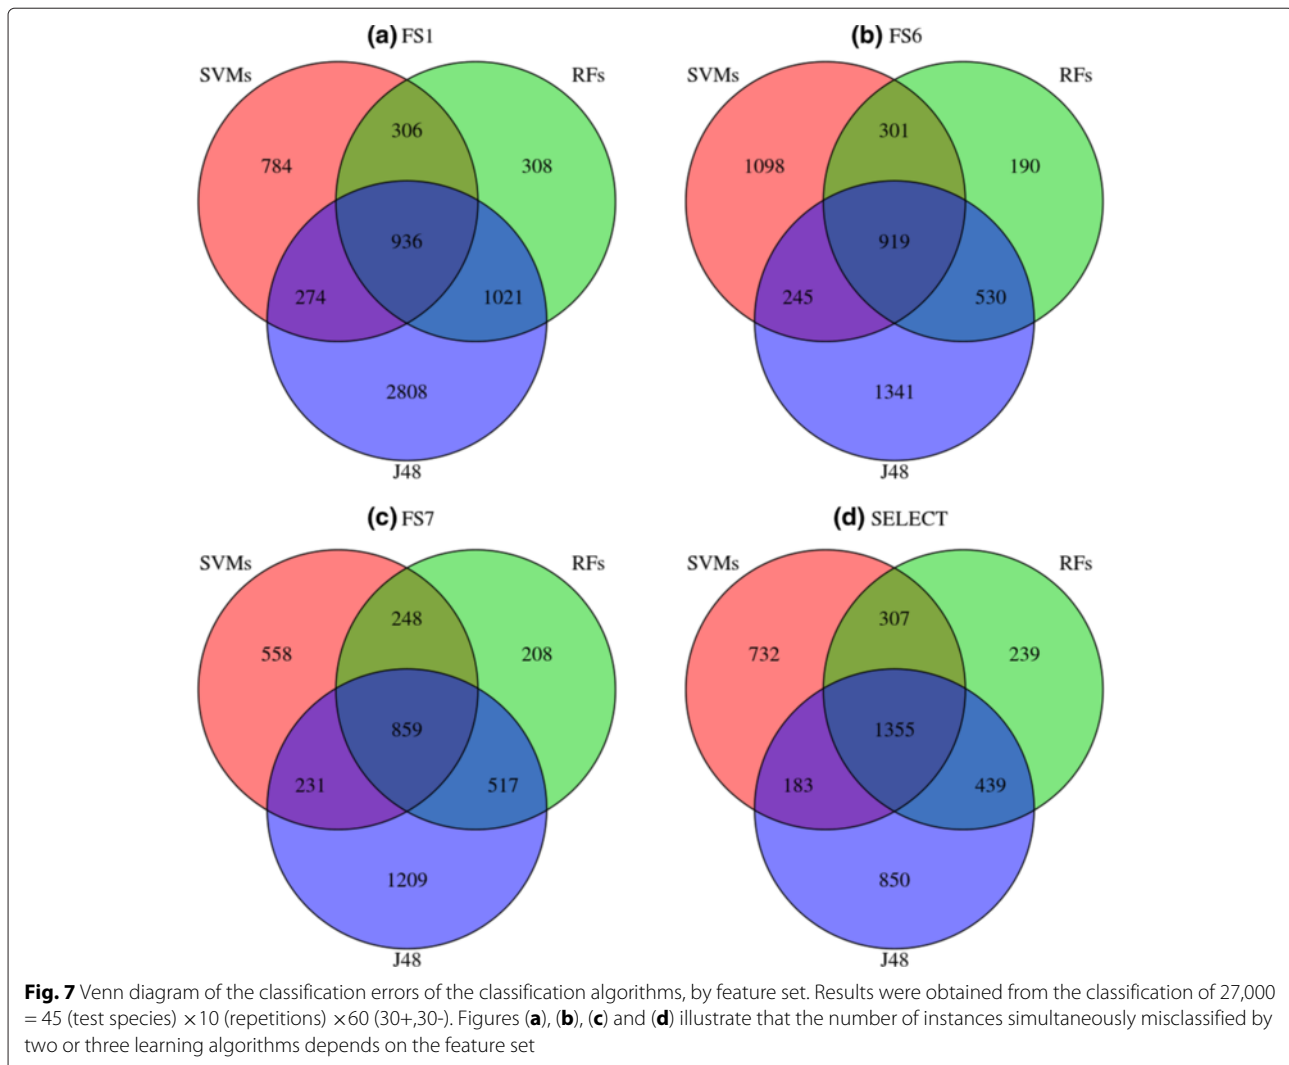 (a) FS1
SVMs
RFs
306
784
308
936
274
1021
2808
J48
(b) FS6
SVMs
RFs
301
1098
190
919
245
530
1341
J48
(c) FS7
SVMs
RFs
248
558
208
859
231
517
1209
J48
(d) SELECT
SVMs
RFs
307
732
239
1355
183
439
850
J48
Fig. 7 Venn diagram of the classification errors of the classification algorithms, by feature set. Results were obtained from the classification of 27,000
= 45 (test species) ×10 (repetitions) ×60 (30+,30-). Figures (a), (b), (c) and (d) illustrate that the number of instances simultaneously misclassified by
two or three learning algorithms depends on the feature set